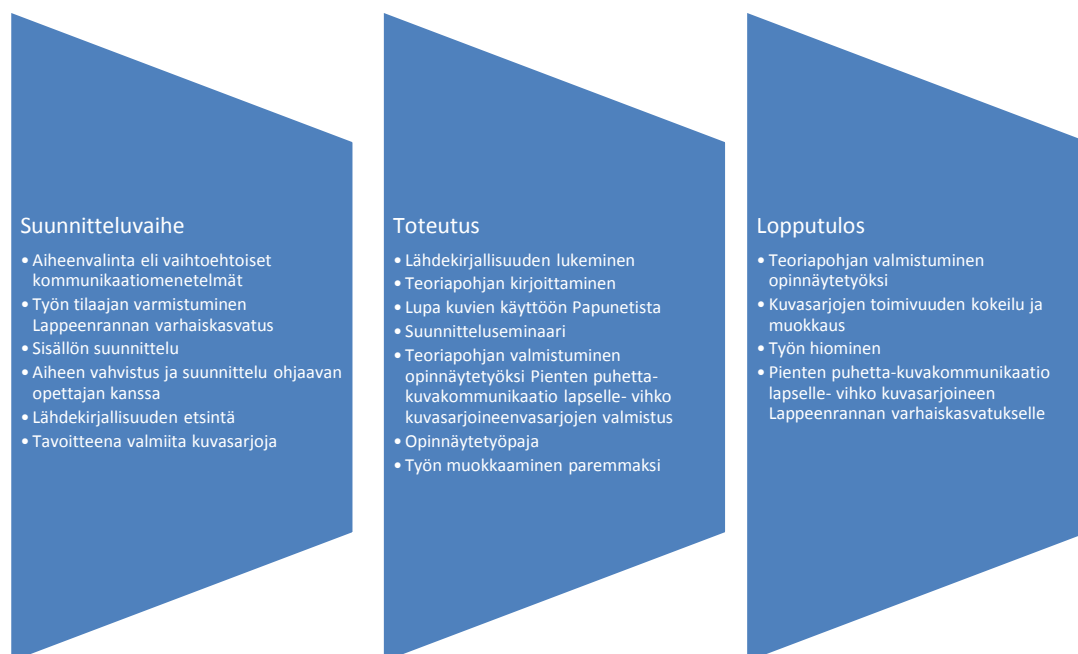 Suunnitteluvaihe
• Aiheenvalinta eli vaihtoehtoiset
kommunikaatiomenetelmät
• Työn tilaajan varmistuminen
Lappeenrannan varhaiskasvatus
• Sisällön suunnittelu
• Aiheen vahvistus ja suunnittelu ohjaavan
opettajan kanssa
• Lähdekirjallisuuden etsintä
• Tavoitteena valmiita kuvasarjoja
Toteutus
• Lähdekirjallisuuden lukeminen
• Teoriapohjan kirjoittaminen
• Lupa kuvien käyttöön Papunetista
• Suunnitteluseminaari
• Teoriapohjan valmistuminen
opinnäytetyöksi Pienten puhetta-
kuvakommunikaatio lapselle- vihko
kuvasarjoineenvasarjojen valmistus
• Opinnäytetyöpaja
• Työn muokkaaminen paremmaksi
Lopputulos
• Teoriapohjan valmistuminen
opinnäytetyöksi
• Kuvasarjojen toimivuuden kokeilu ja
muokkaus
• Työn hiominen
• Pienten puhetta-kuvakommunikaatio
lapselle- vihko kuvasarjoineen
Lappeenrannan varhaiskasvatukselle